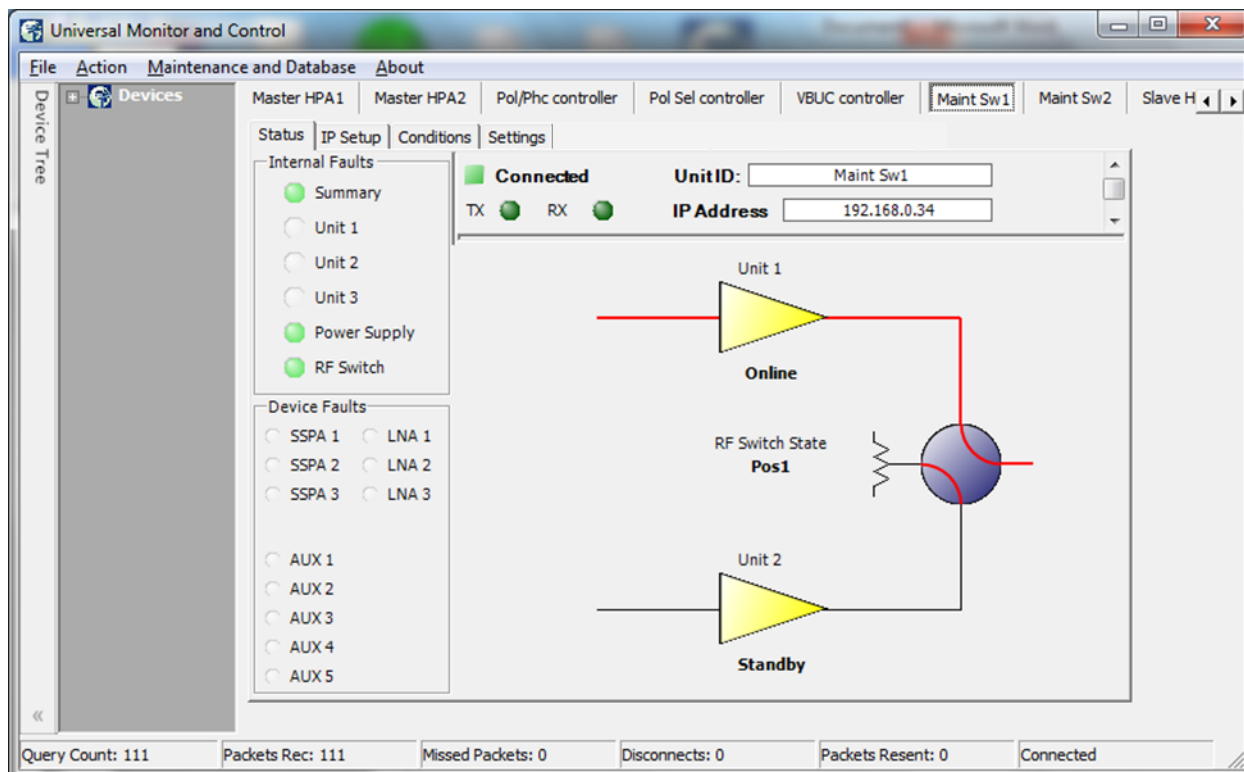 Universal Monitor and Control
File Action Maintenance and Database About
Device Tree
Devices
Master HPA1 Master HPA2 Pol/Phc controller Pol Sel controller VBUC controller Maint Sw1 Maint Sw2 Slave H
Status IP Setup Conditions Settings
Internal Faults
Summary
Unit 1
Unit 2
Unit 3
Power Supply
RF Switch
Device Faults
SSPA 1 LNA 1
SSPA 2 LNA 2
SSPA 3 LNA 3
AUX 1
AUX 2
AUX 3
AUX 4
AUX 5
Connected Unit ID: Maint Sw1
TX RX IP Address 192.168.0.34
Unit 1
Online
RF Switch State
Pos1
Unit 2
Standby
«
Query Count: 111 Packets Rec: 111 Missed Packets: 0 Disconnects: 0 Packets Resent: 0 Connected